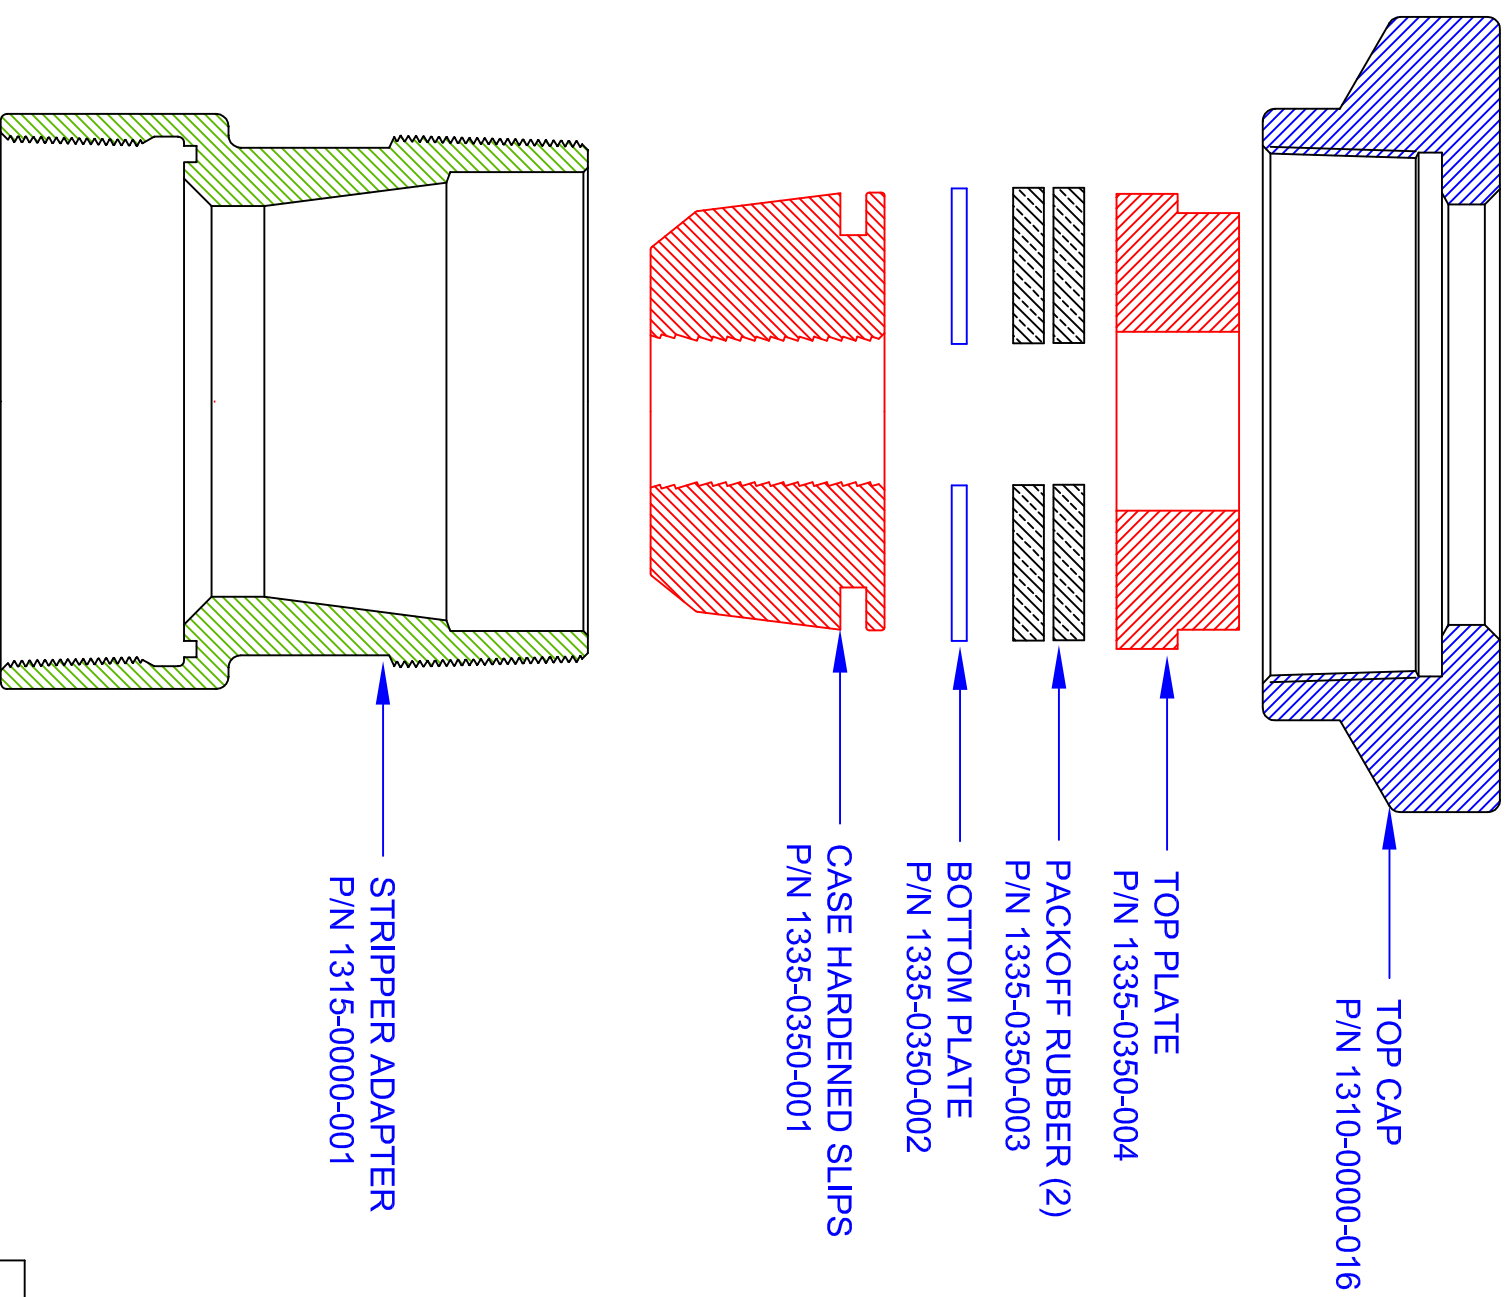 TOP CAP
P/N 1310-0000-016
TOP PLATE
P/N 1335-0350-004
PACKOFF RUBBER (2)
P/N 1335-0350-003
BOTTOM PLATE
P/N 1335-0350-002
CASE HARDENED SLIPS
P/N 1335-0350-001
STRIPPER ADAPTER
P/N 1315-0000-001